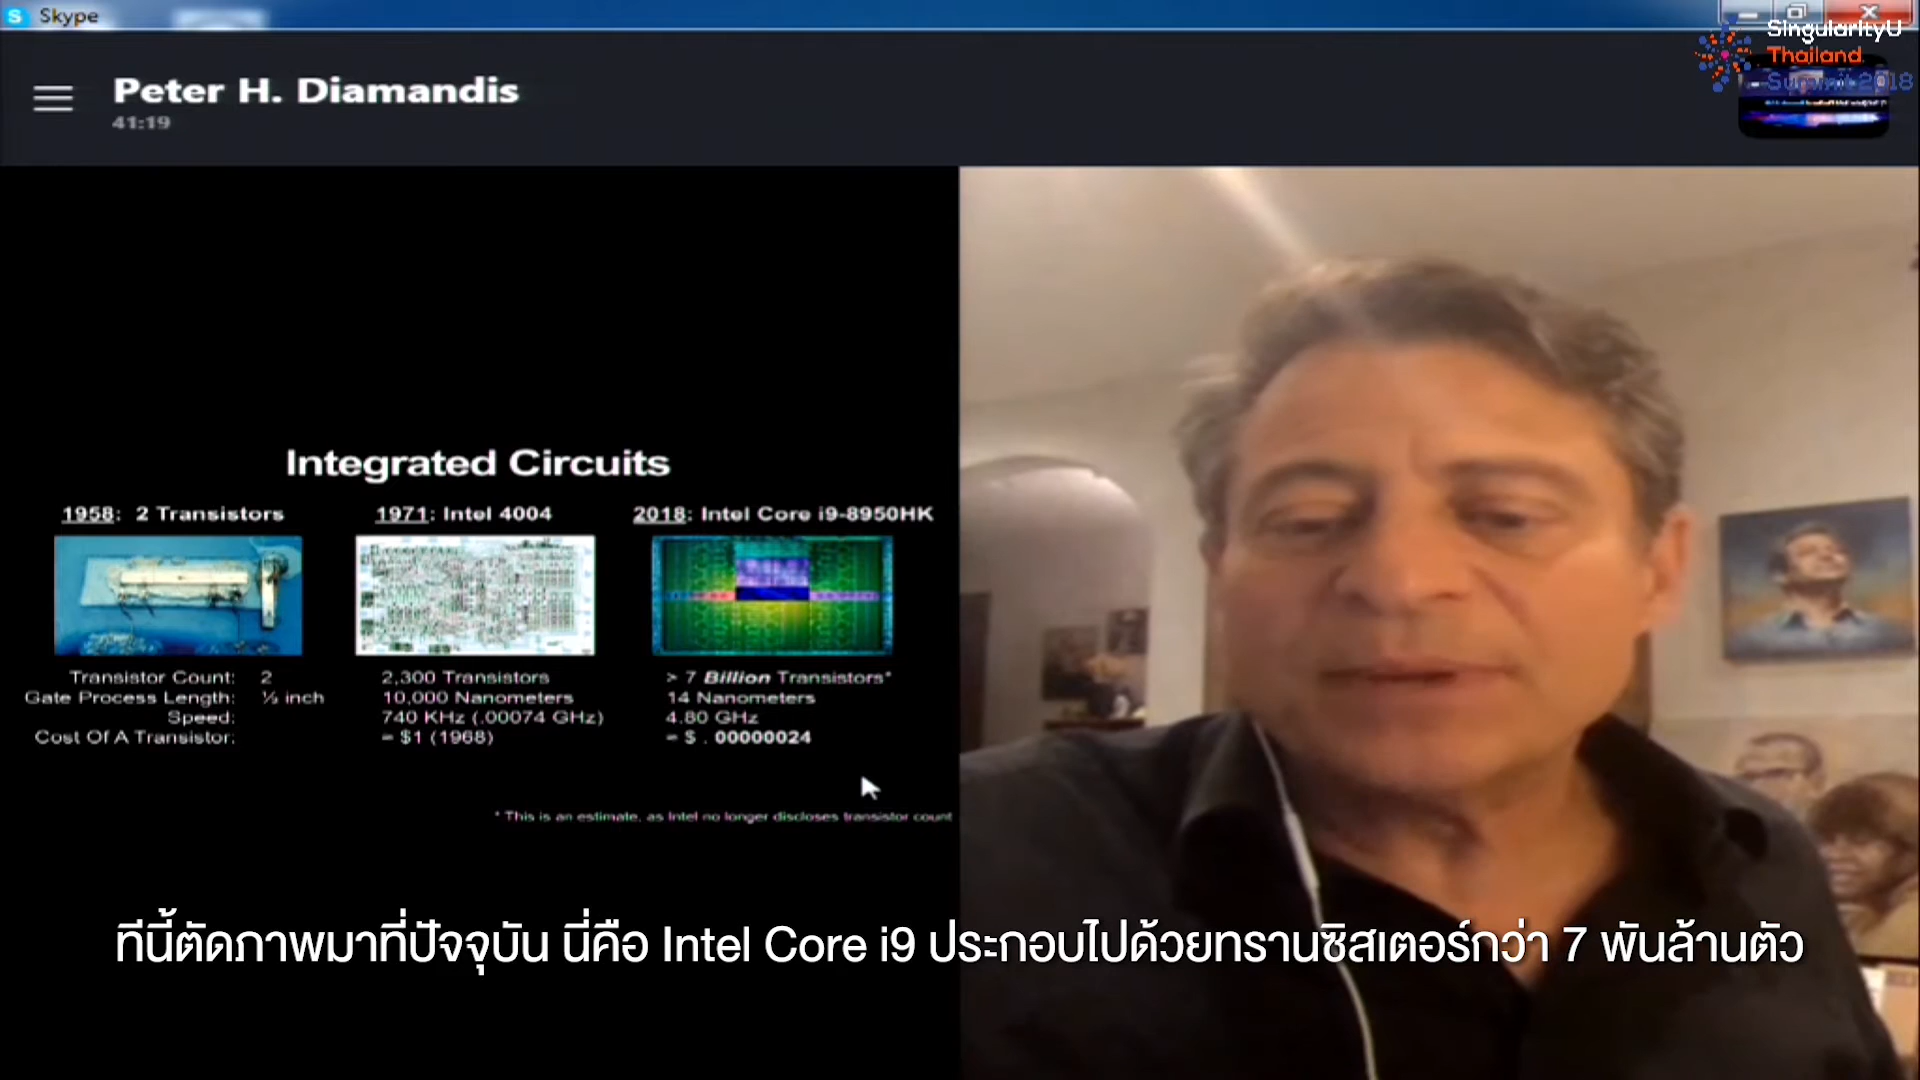 Skype
SingularityU
Thailand
Summit 2018
Peter H. Diamandis
41:19
Integrated Circuits
1958: 2 Transistors
1971: Intel 4004
2018: Intel Core i9-8950HK
Transistor Count: 2 2,300 Transistors > 7 Billion Transistors*
Gate Process Length: ½ inch 10,000 Nanometers 14 Nanometers
Speed: 740 KHz (.00074 GHz) 4.80 GHz
Cost Of A Transistor: = $1 (1968) = $ . 00000024
* This is an estimate, as Intel no longer discloses transistor count
ทีนี้ตัดภาพมาที่ปัจจุบัน นี่คือ Intel Core i9 ประกอบไปด้วยทรานซิสเตอร์กว่า 7 พันล้านตัว